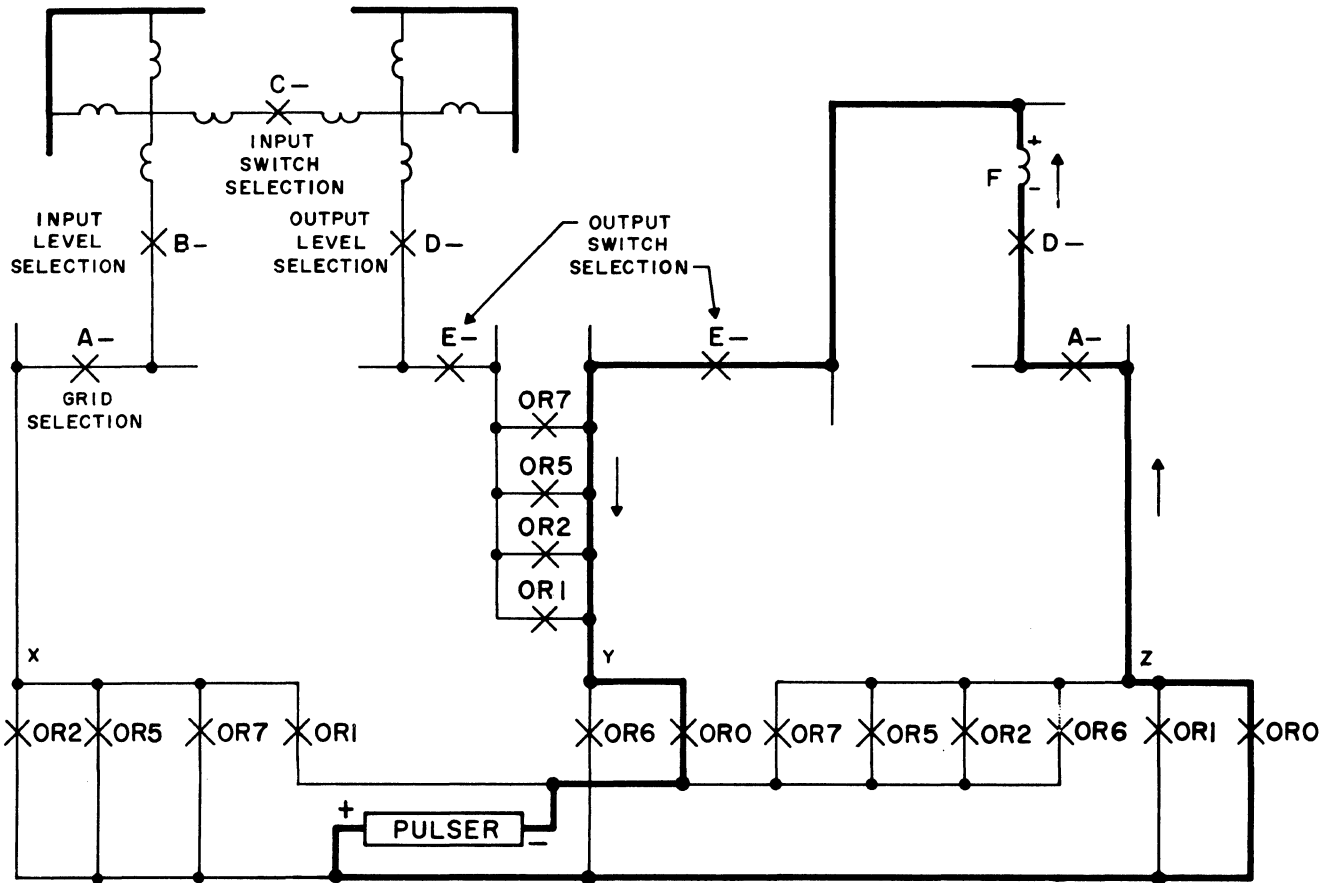 C –
INPUT
SWITCH
SELECTION
+
F
–
INPUT
LEVEL
SELECTION
B –
OUTPUT
LEVEL
SELECTION
D –
OUTPUT
SWITCH
SELECTION
D –
A –
GRID
SELECTION
E –
E –
A –
OR7
OR5
OR2
OR1
X
Y
Z
OR2
OR5
OR7
OR1
OR6
OR0
OR7
OR5
OR2
OR6
OR1
OR0
+
PULSER
–